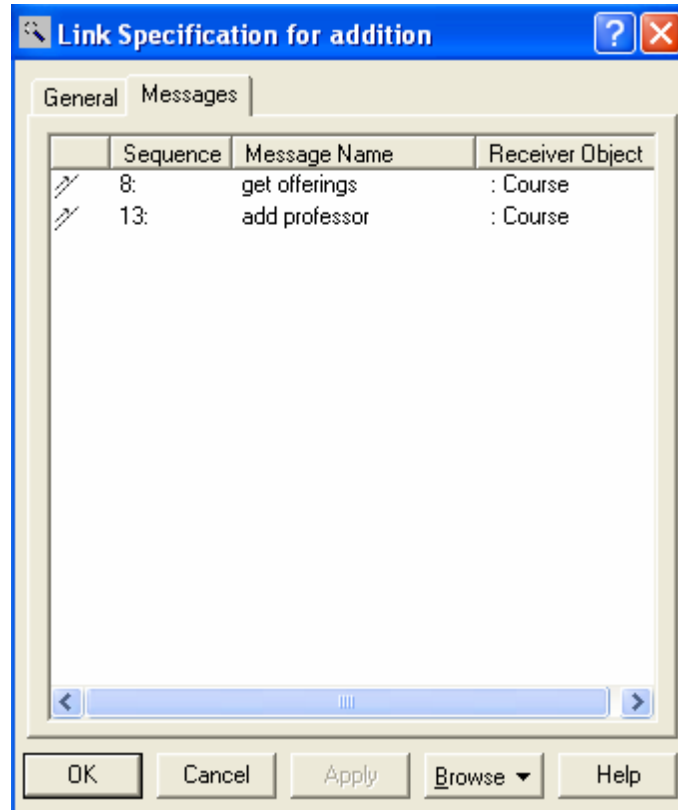 Link Specification for addition
General Messages
Sequence Message Name Receiver Object
8: get offerings : Course
13: add professor : Course
OK Cancel Apply Browse Help